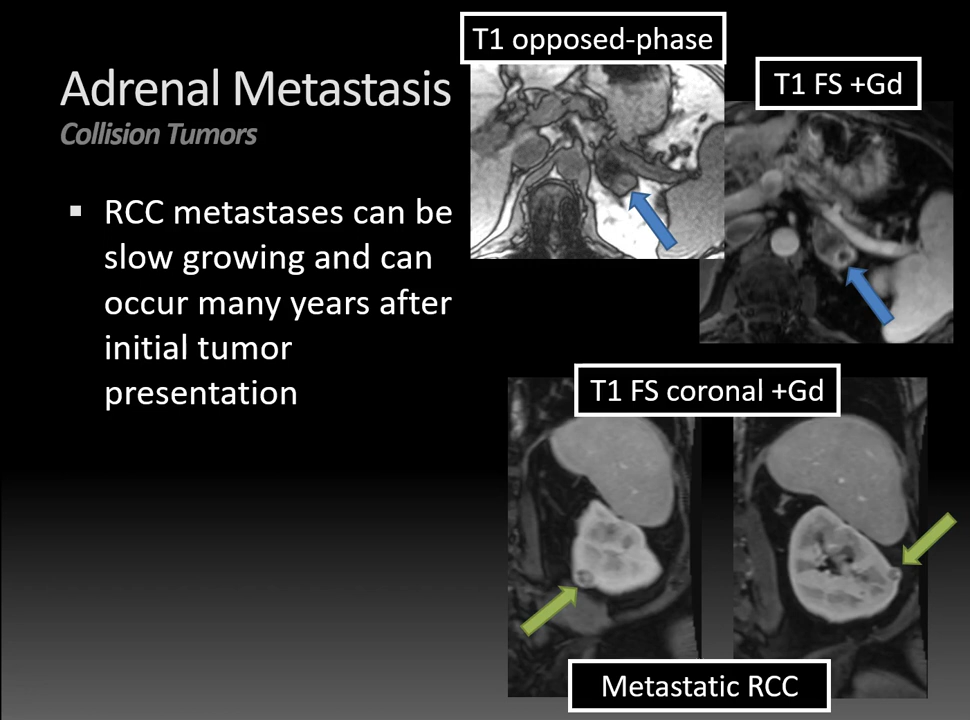 Adrenal Metastasis
Collision Tumors
▪ RCC metastases can be
slow growing and can
occur many years after
initial tumor
presentation
T1 opposed-phase
T1 FS +Gd
T1 FS coronal +Gd
Metastatic RCC